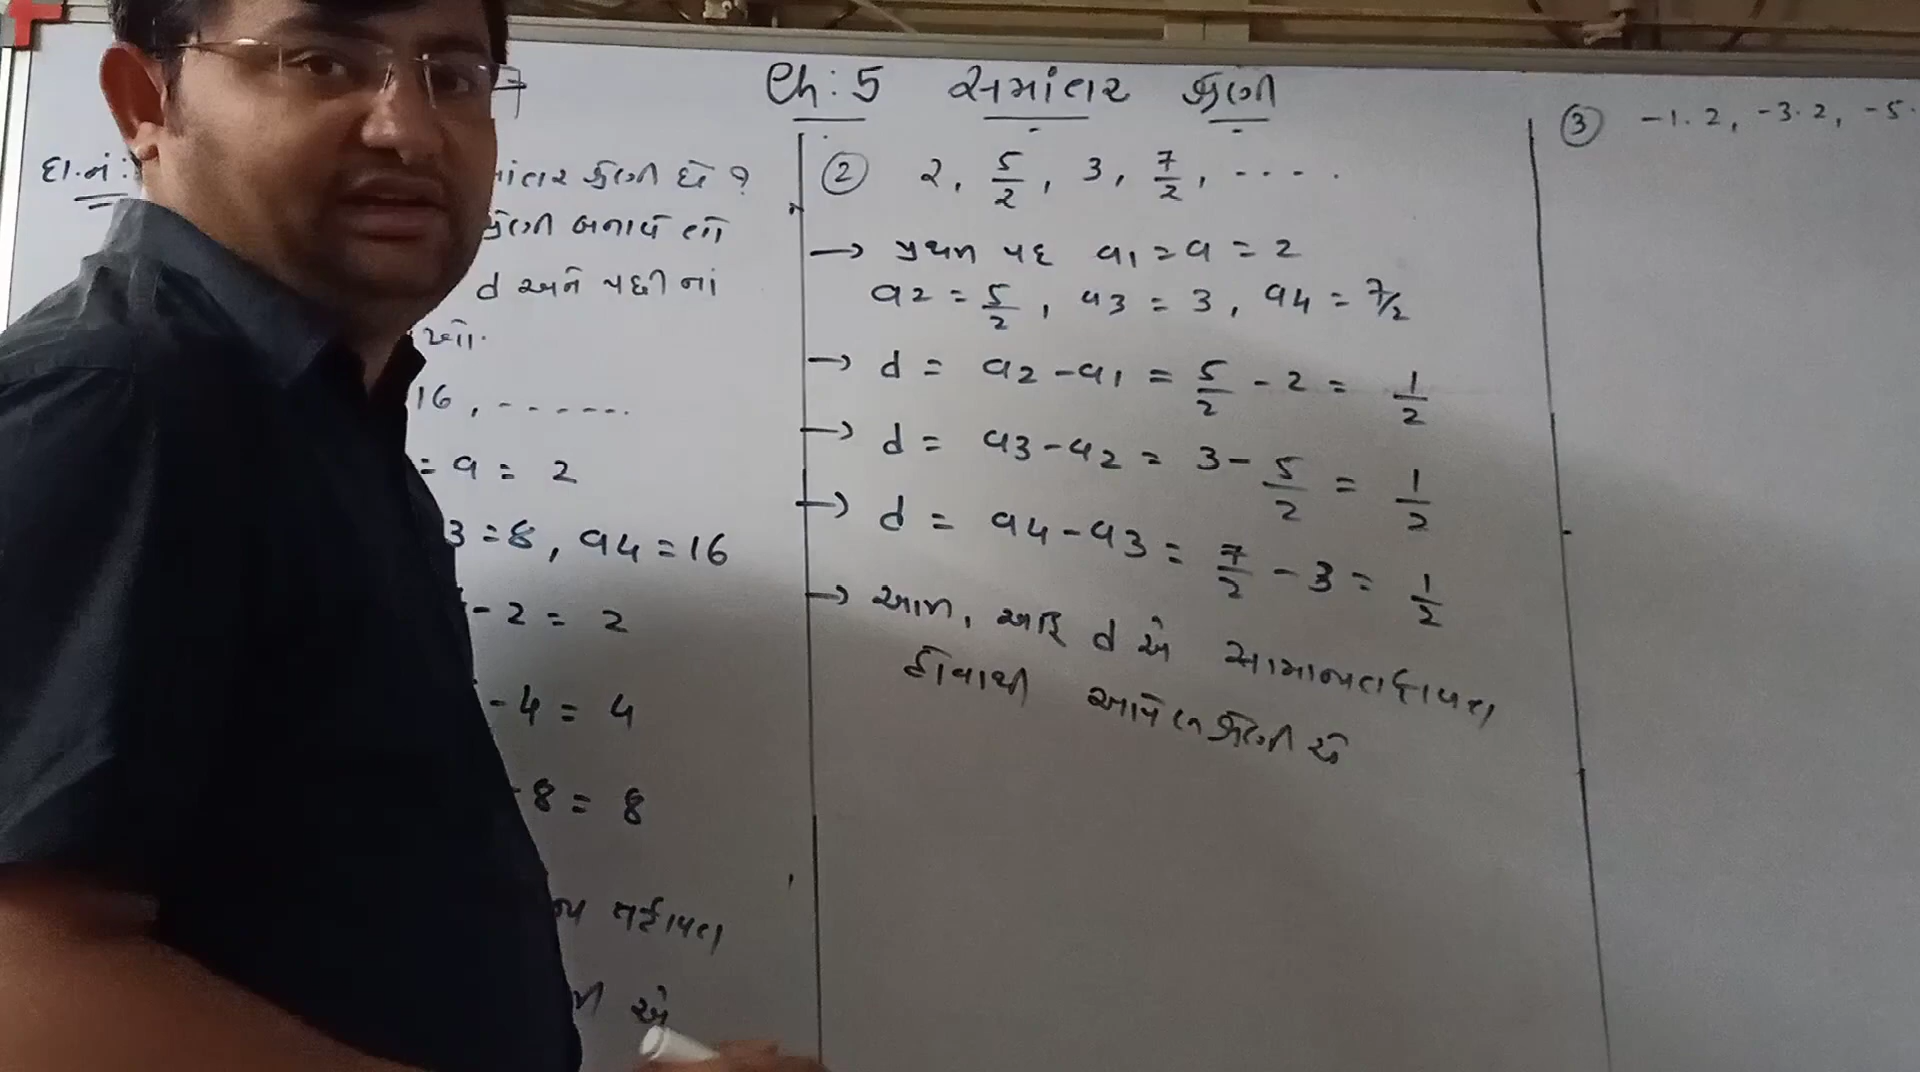 Ch:5 સમાંતર શ્રેણી
દા.નં:
શ્રેણી છે ?
શ્રેણી બનાવે તો
d અને પછી નાં
16, ......
= a = 2
3 = 8, a4 = 16
- 2 = 2
- 4 = 4
- 8 = 8
તફાવત
એ
② 2, 5/2, 3, 7/2, ....
→ પ્રથમ પદ a1 = a = 2
a2 = 5/2, a3 = 3, a4 = 7/2
→ d = a2 - a1 = 5/2 - 2 = 1/2
→ d = a3 - a2 = 3 - 5/2 = 1/2
→ d = a4 - a3 = 7/2 - 3 = 1/2
→ આમ, d એ સામાન્ય તફાવત
હોવાથી આપેલ શ્રેણી છે
③ -1.2, -3.2, -5.